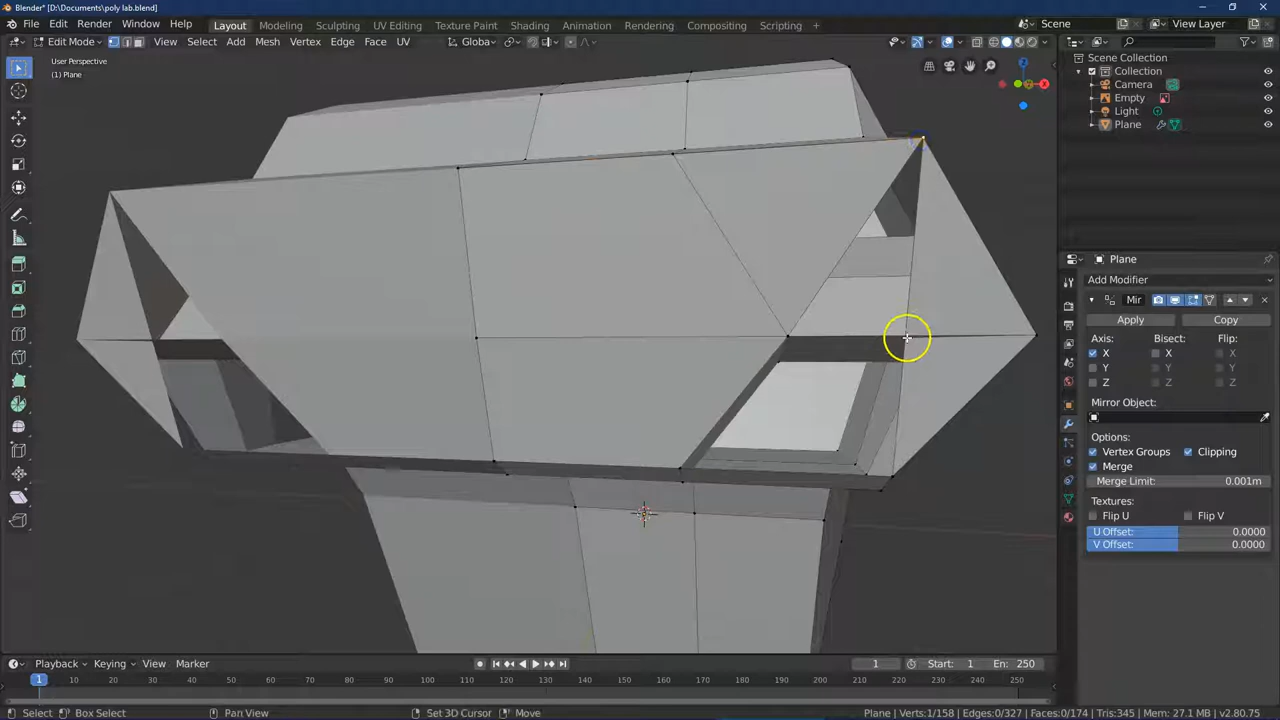 Blender* [D:\Documents\poly lab.blend]
File Edit Render Window Help Layout Modeling Sculpting UV Editing Texture Paint Shading Animation Rendering Compositing Scripting + Scene View Layer
Edit Mode View Select Add Mesh Vertex Edge Face UV Globa
User Perspective
(1) Plane
X
Scene Collection
Collection
Camera
Empty
Light
Plane
Plane
Add Modifier
Mir
Apply Copy
Axis: Bisect: Flip:
X X X
Y Y Y
Z Z Z
Mirror Object:
Options:
Vertex Groups Clipping
Merge
Merge Limit: 0.001m
Textures:
Flip U Flip V
U Offset: 0.0000
V Offset: 0.0000
Playback Keying View Marker 1 Start: 1 En: 250
1 10 20 30 40 50 60 70 80 90 100 110 120 130 140 150 160 170 180 190 200 210 220 230 240 250
Select Box Select Pan View Set 3D Cursor Move Plane | Verts:1/158 | Edges:0/327 | Faces:0/174 | Tris:345 | Mem: 27.1 MB | v2.80.75